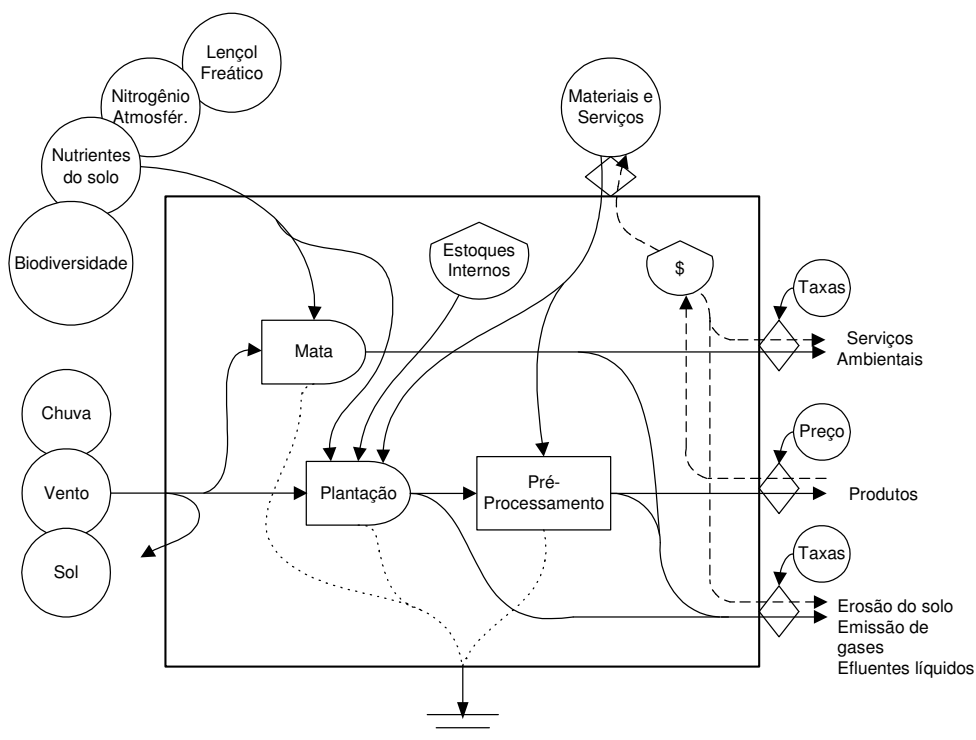 Lençol
Freático
Nitrogênio
Atmosfér.
Nutrientes
do solo
Biodiversidade
Materiais e
Serviços
Estoques
Internos
$
Taxas
Serviços
Ambientais
Mata
Chuva
Vento
Sol
Plantação
Pré-
Processamento
Preço
Produtos
Taxas
Erosão do solo
Emissão de
gases
Efluentes líquidos